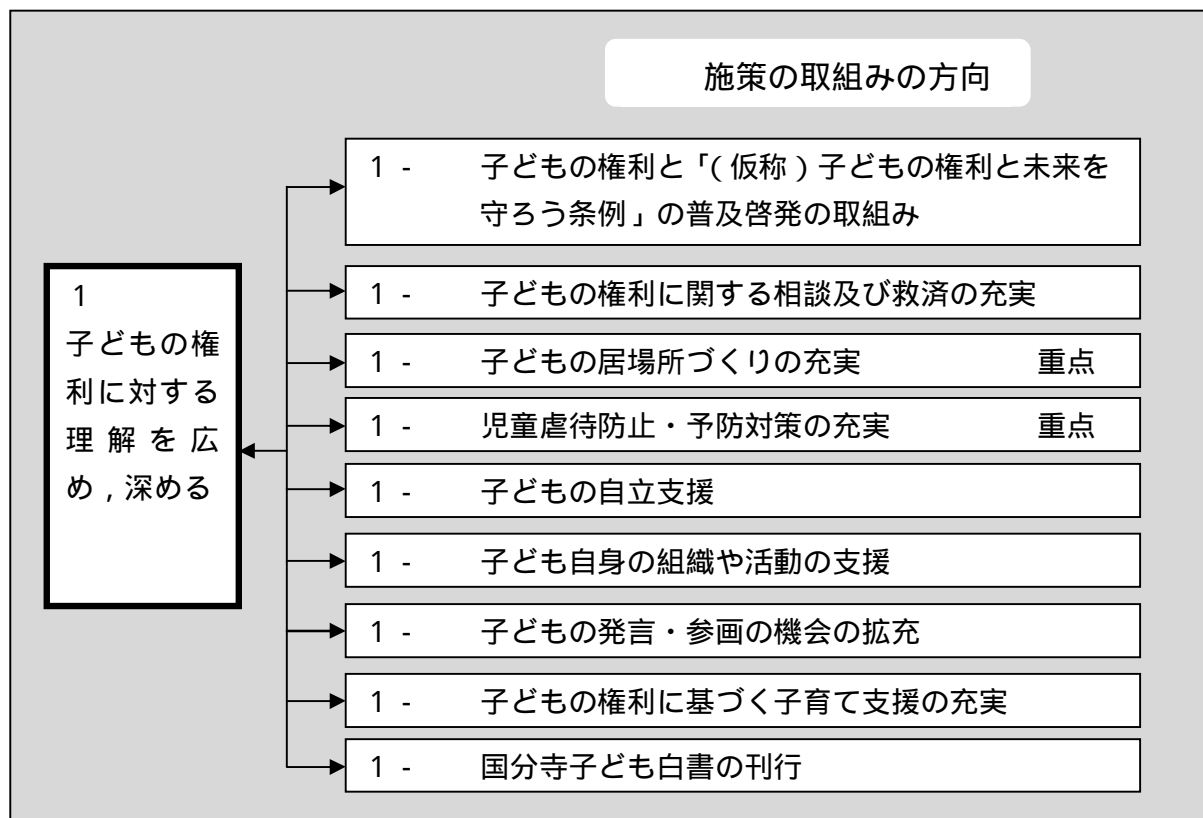 施策の取組みの方向
1 - 子どもの権利と「(仮称)子どもの権利と未来を
守ろう条例」の普及啓発の取組み
1 - 子どもの権利に関する相談及び救済の充実
1 - 子どもの居場所づくりの充実 重点
1 - 児童虐待防止・予防対策の充実 重点
1 - 子どもの自立支援
1 - 子ども自身の組織や活動の支援
1 - 子どもの発言・参画の機会の拡充
1 - 子どもの権利に基づく子育て支援の充実
1 - 国分寺子ども白書の刊行
1
子どもの権
利に対する
理解を広
め,深める